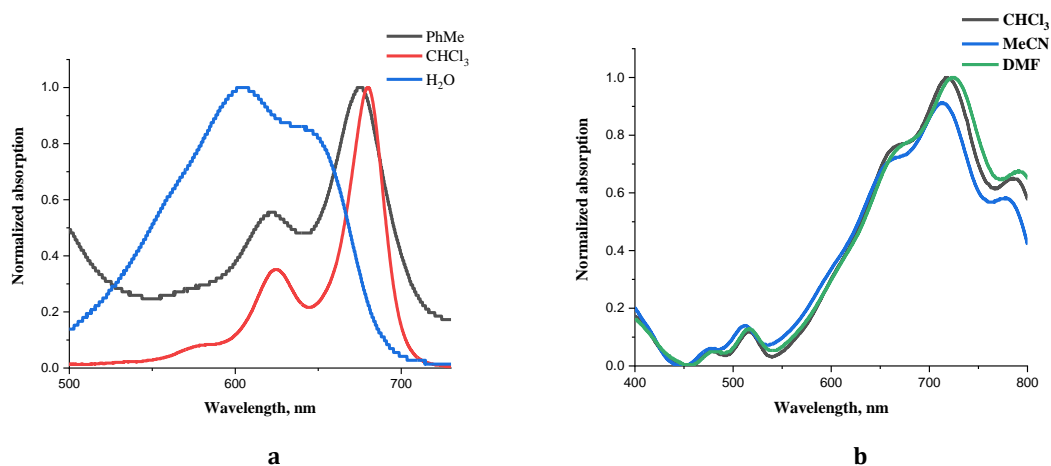 PhMe
CHCl₃
H₂O
1.0
0.8
0.6
0.4
0.2
0.0
Normalized absorption
500
600
700
Wavelength, nm
a
CHCl₃
MeCN
DMF
1.0
0.8
0.6
0.4
0.2
0.0
Normalized absorption
400
500
600
700
800
Wavelength, nm
b